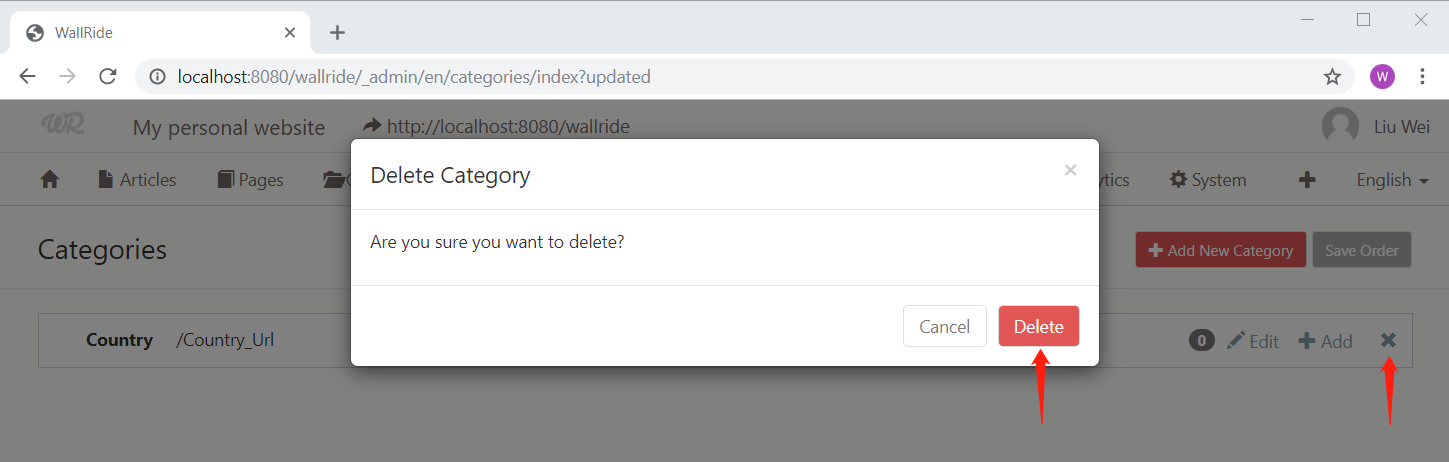 WallRide
localhost:8080/wallride/_admin/en/categories/index?updated
W
WR My personal website http://localhost:8080/wallride Liu Wei
Articles Pages System English
Delete Category
Are you sure you want to delete?
Cancel Delete
Categories Add New Category Save Order
Country /Country_Url 0 Edit Add